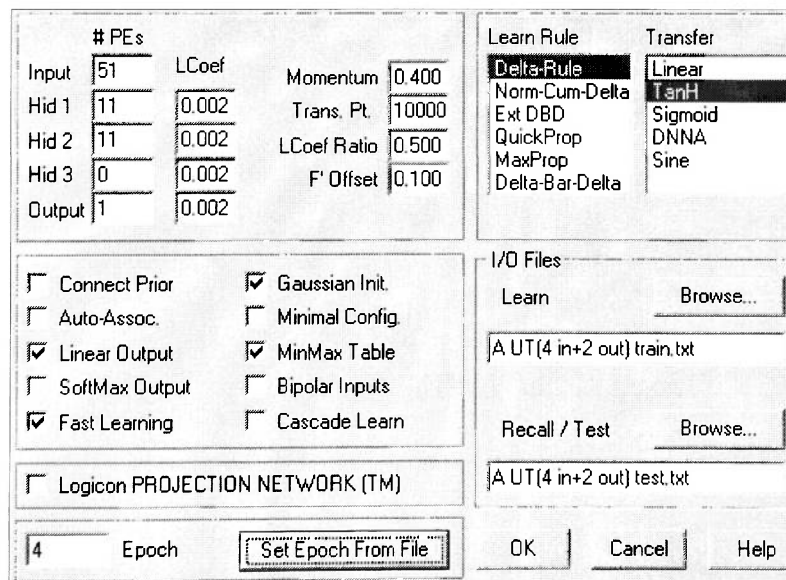 # PEs
LCoef
Input 51
Hid 1 11 0.002
Hid 2 11 0.002
Hid 3 0 0.002
Output 1 0.002
Momentum 0.400
Trans. Pt. 10000
LCoef Ratio 0.500
F' Offset 0.100
Learn Rule
Delta-Rule
Norm-Cum-Delta
Ext DBD
QuickProp
MaxProp
Delta-Bar-Delta
Transfer
Linear
TanH
Sigmoid
DNNA
Sine
Connect Prior
Auto-Assoc.
Linear Output
SoftMax Output
Fast Learning
Gaussian Init.
Minimal Config.
MinMax Table
Bipolar Inputs
Cascade Learn
I/O Files
Learn Browse...
A UT(4 in+2 out) train.txt
Recall / Test Browse...
A UT(4 in+2 out) test.txt
Logicon PROJECTION NETWORK (TM)
4 Epoch Set Epoch From File
OK Cancel Help